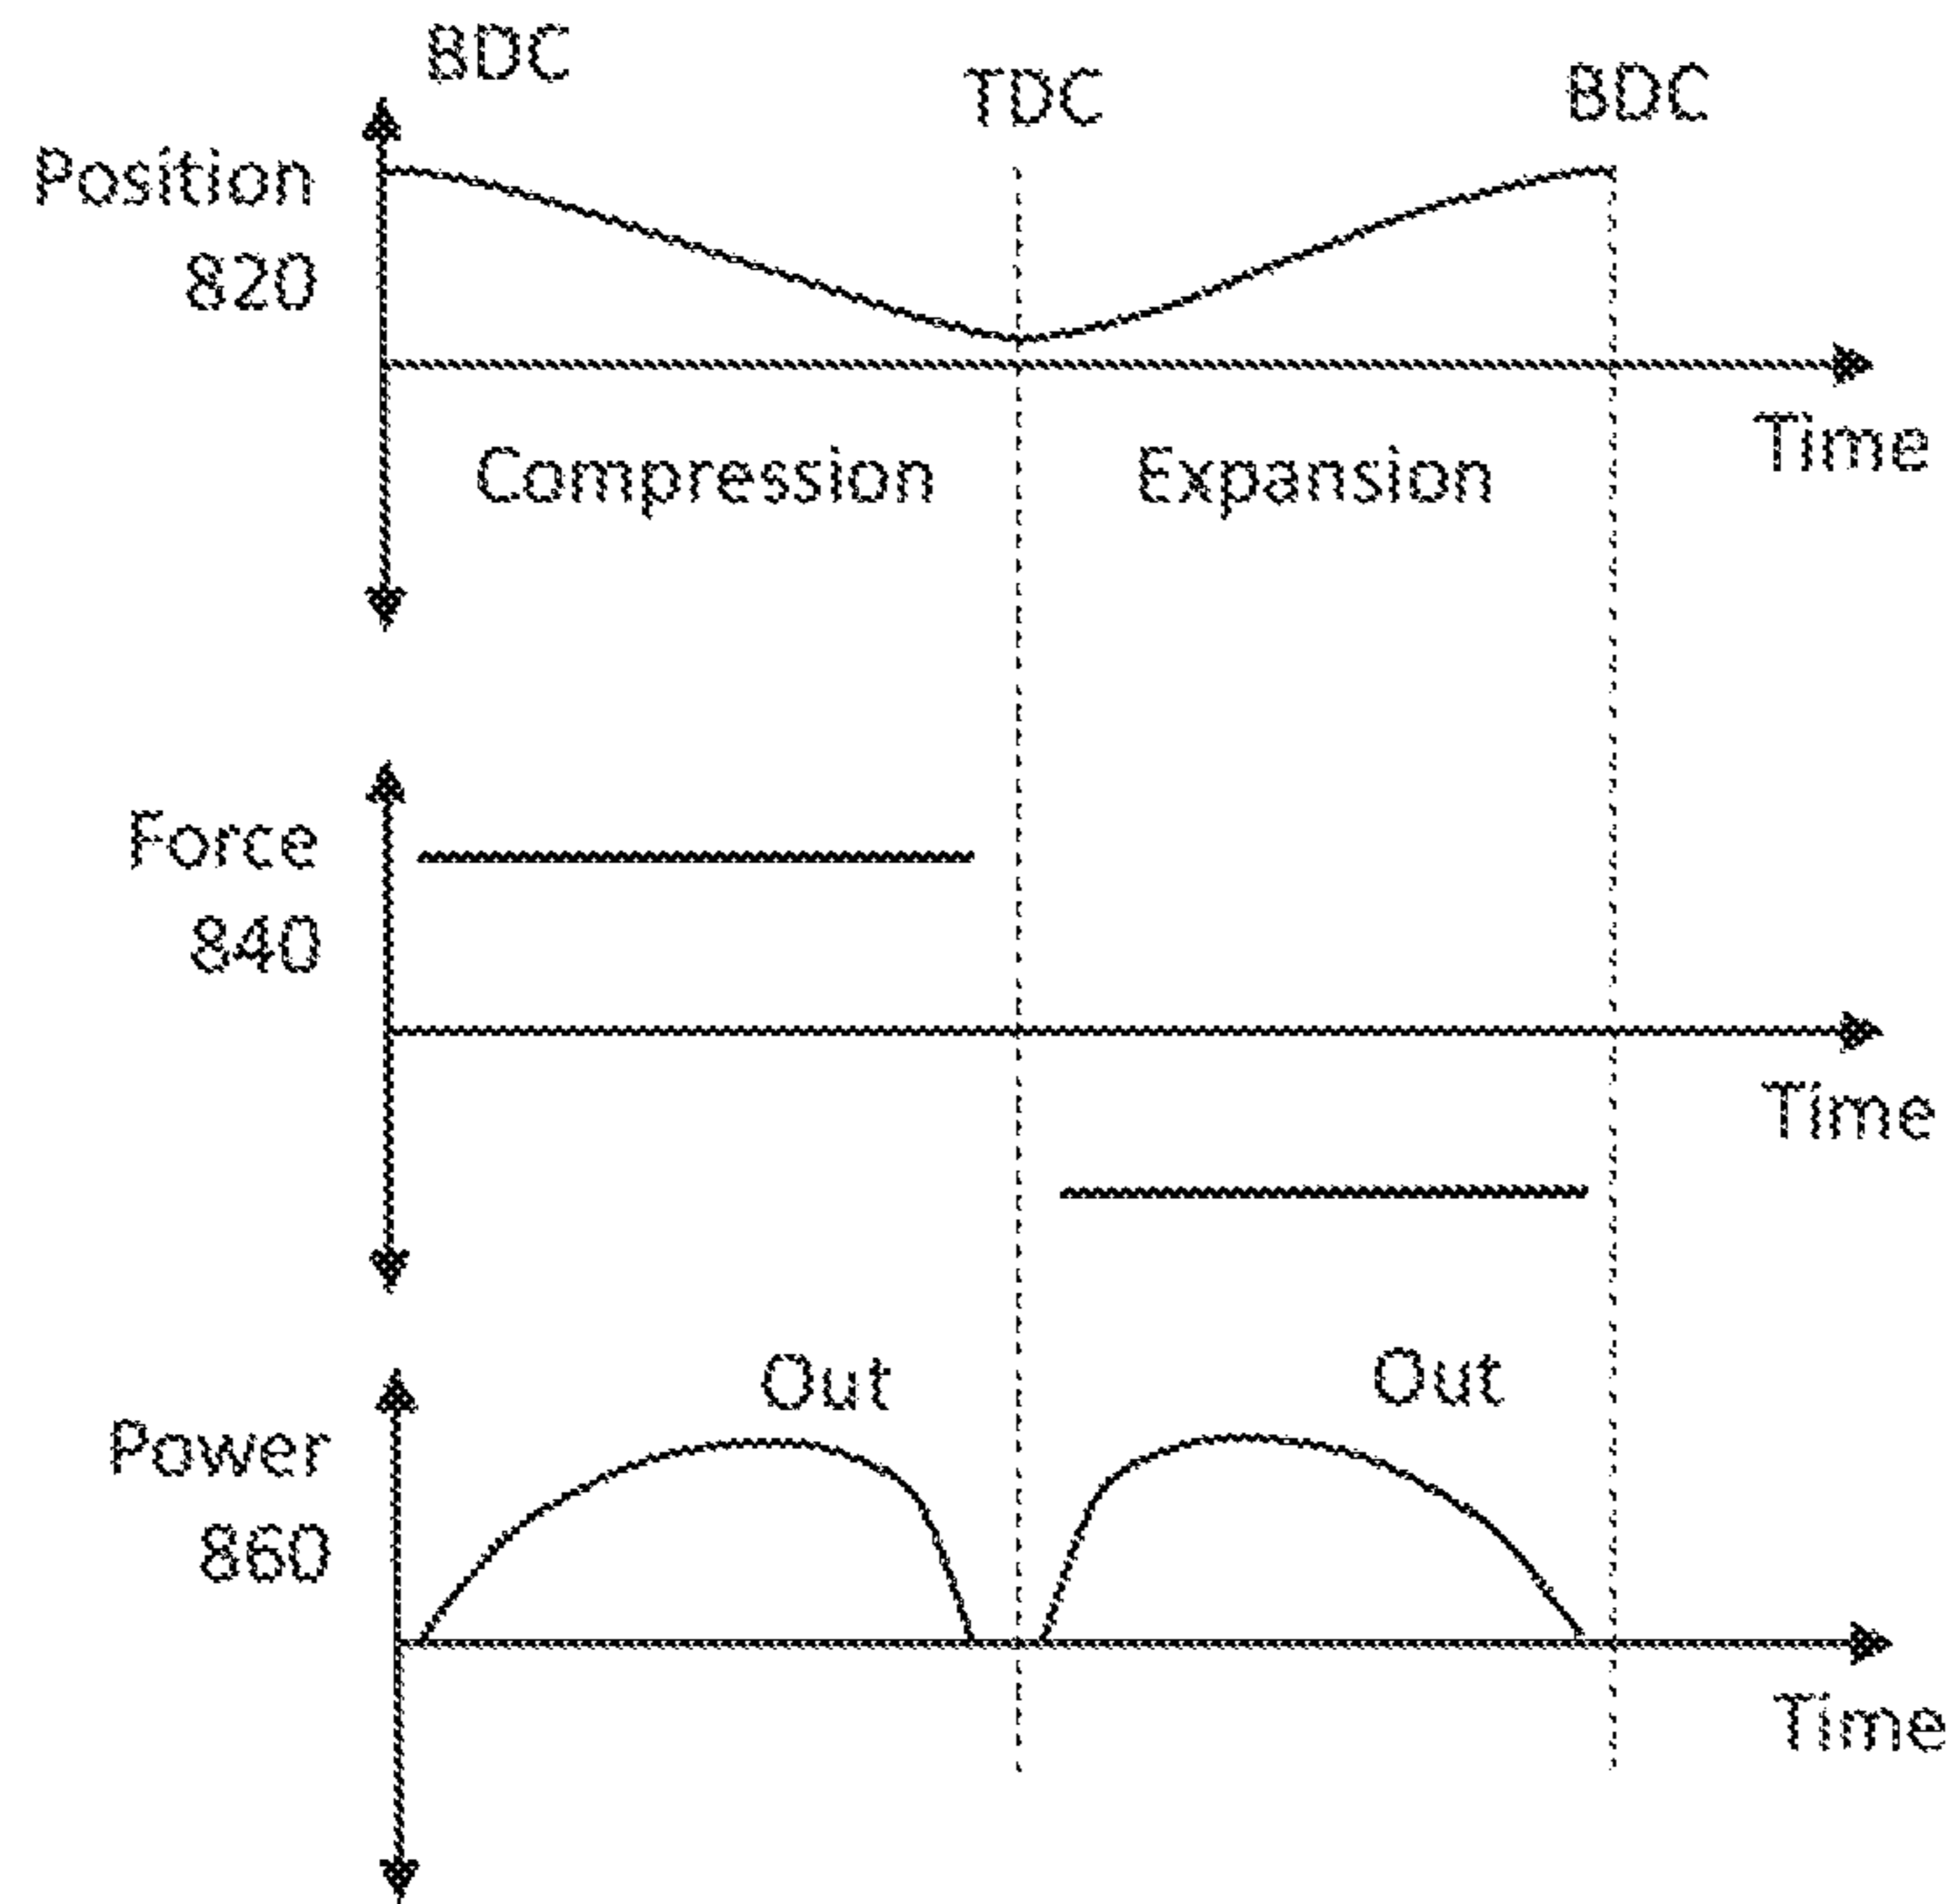 BDC
TDC
BDC
Position
820
Time
Compression
Expansion
Force
840
Time
Out
Out
Power
860
Time